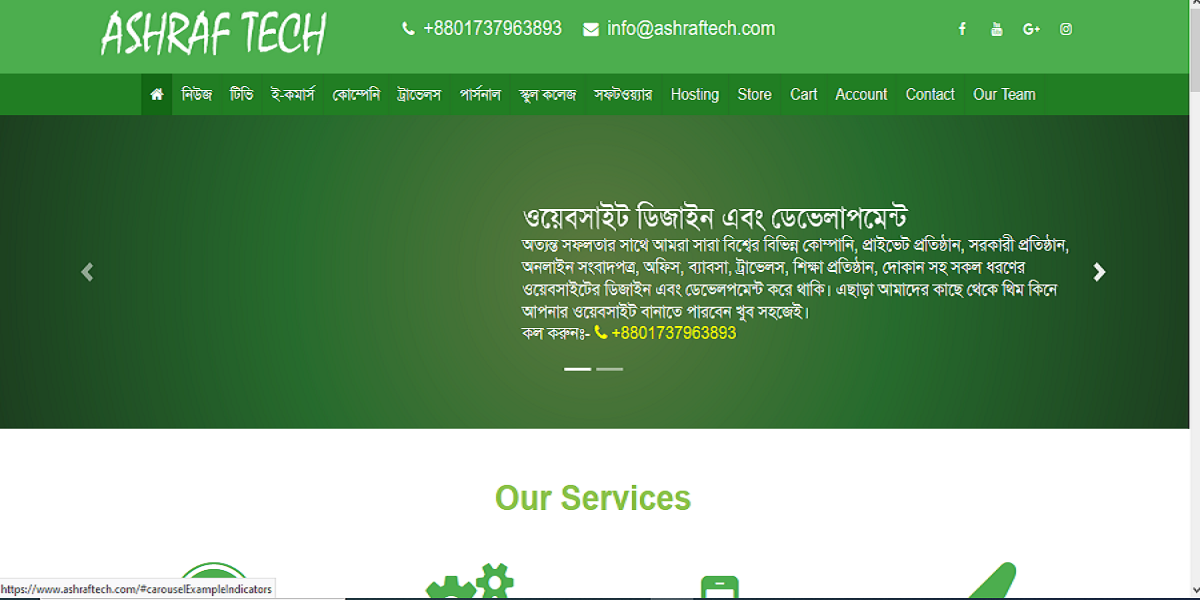 ASHRAF TECH
+8801737963893 info@ashraftech.com
নিউজ টিভি ই-কমার্স কোম্পেনি ট্রাভেলস পার্সনাল স্কুল কলেজ সফটওয়্যার Hosting Store Cart Account Contact Our Team
ওয়েবসাইট ডিজাইন এবং ডেভেলাপমেন্ট
অত্যন্ত সফলতার সাথে আমরা সারা বিশ্বের বিভিন্ন কোম্পানি, প্রাইভেট প্রতিষ্ঠান, সরকারী প্রতিষ্ঠান,
অনলাইন সংবাদপত্র, অফিস, ব্যাবসা, ট্রাভেলস, শিক্ষা প্রতিষ্ঠান, দোকান সহ সকল ধরণের
ওয়েবসাইটের ডিজাইন এবং ডেভেলপমেন্ট করে থাকি। এছাড়া আমাদের কাছে থেকে থিম কিনে
আপনার ওয়েবসাইট বানাতে পারবেন খুব সহজেই।
কল করুনঃ- +8801737963893
Our Services
https://www.ashraftech.com/#carouselExampleIndicators